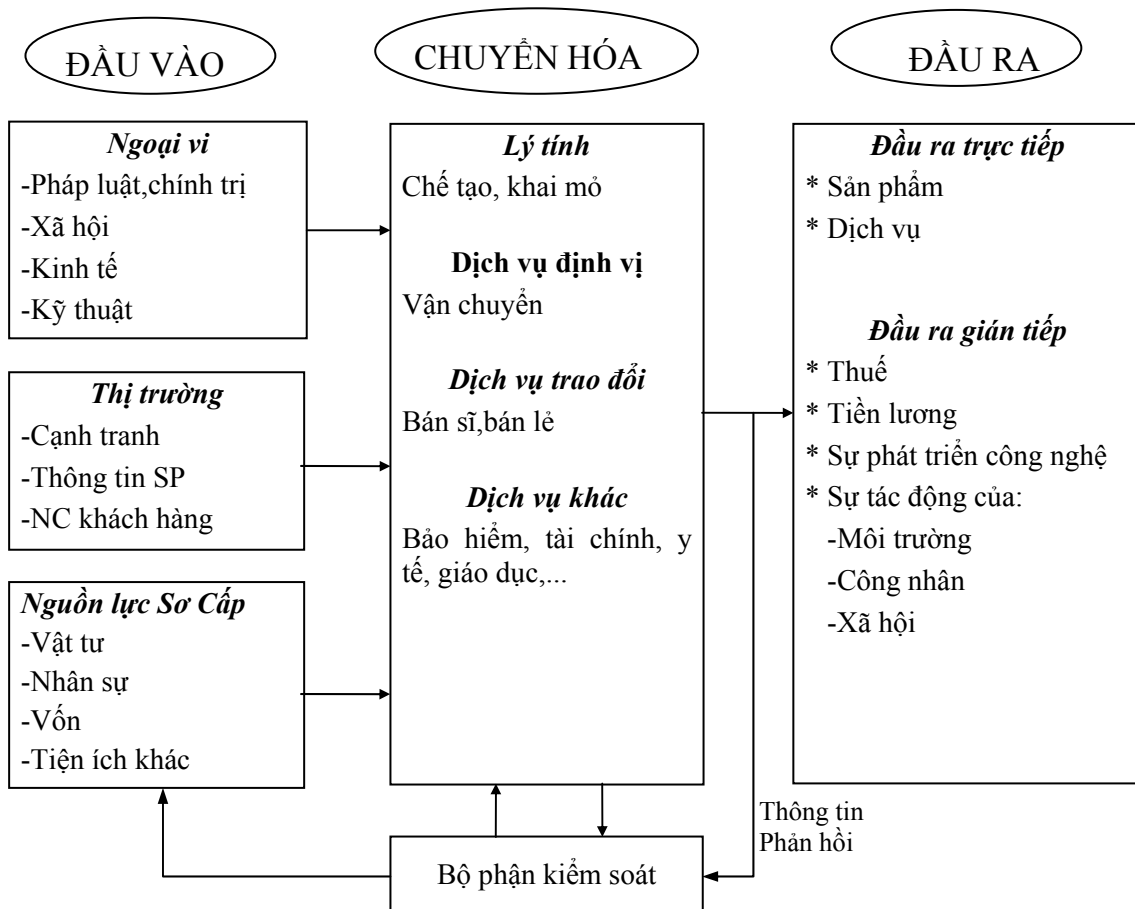 ĐẦU VÀO
CHUYỂN HÓA
ĐẦU RA
Ngoại vi
-Pháp luật,chính trị
-Xã hội
-Kinh tế
-Kỹ thuật
Thị trường
-Cạnh tranh
-Thông tin SP
-NC khách hàng
Nguồn lực Sơ Cấp
-Vật tư
-Nhân sự
-Vốn
-Tiện ích khác
Lý tính
Chế tạo, khai mỏ
Dịch vụ định vị
Vận chuyển
Dịch vụ trao đổi
Bán sĩ,bán lẻ
Dịch vụ khác
Bảo hiểm, tài chính, y
tế, giáo dục,...
Đầu ra trực tiếp
* Sản phẩm
* Dịch vụ
Đầu ra gián tiếp
* Thuế
* Tiền lương
* Sự phát triển công nghệ
* Sự tác động của:
-Môi trường
-Công nhân
-Xã hội
Thông tin
Phản hồi
Bộ phận kiểm soát